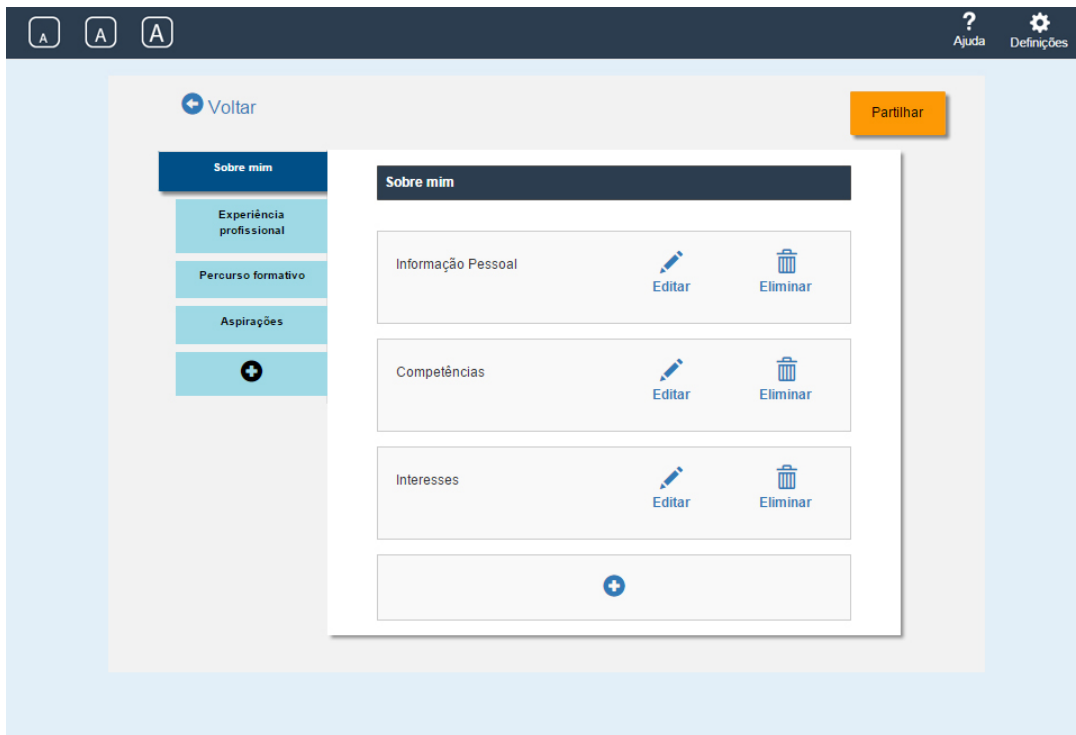 A A A
Ajuda
Definições
Voltar
Partilhar
Sobre mim
Experiência
profissional
Percurso formativo
Aspirações
Sobre mim
Informação Pessoal
Editar Eliminar
Competências
Editar Eliminar
Interesses
Editar Eliminar